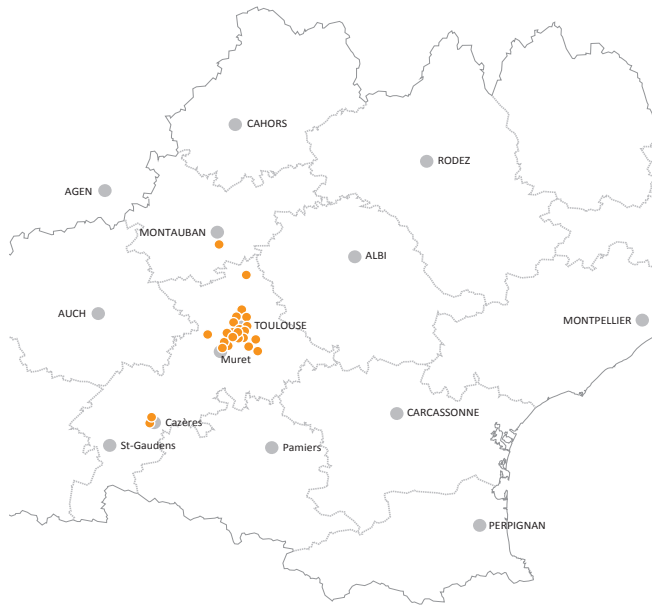 CAHORS
RODEZ
AGEN
MONTAUBAN
ALBI
AUCH
TOULOUSE
MONTPELLIER
Muret
CARCASSONNE
Cazères
St-Gaudens
Pamiers
PERPIGNAN